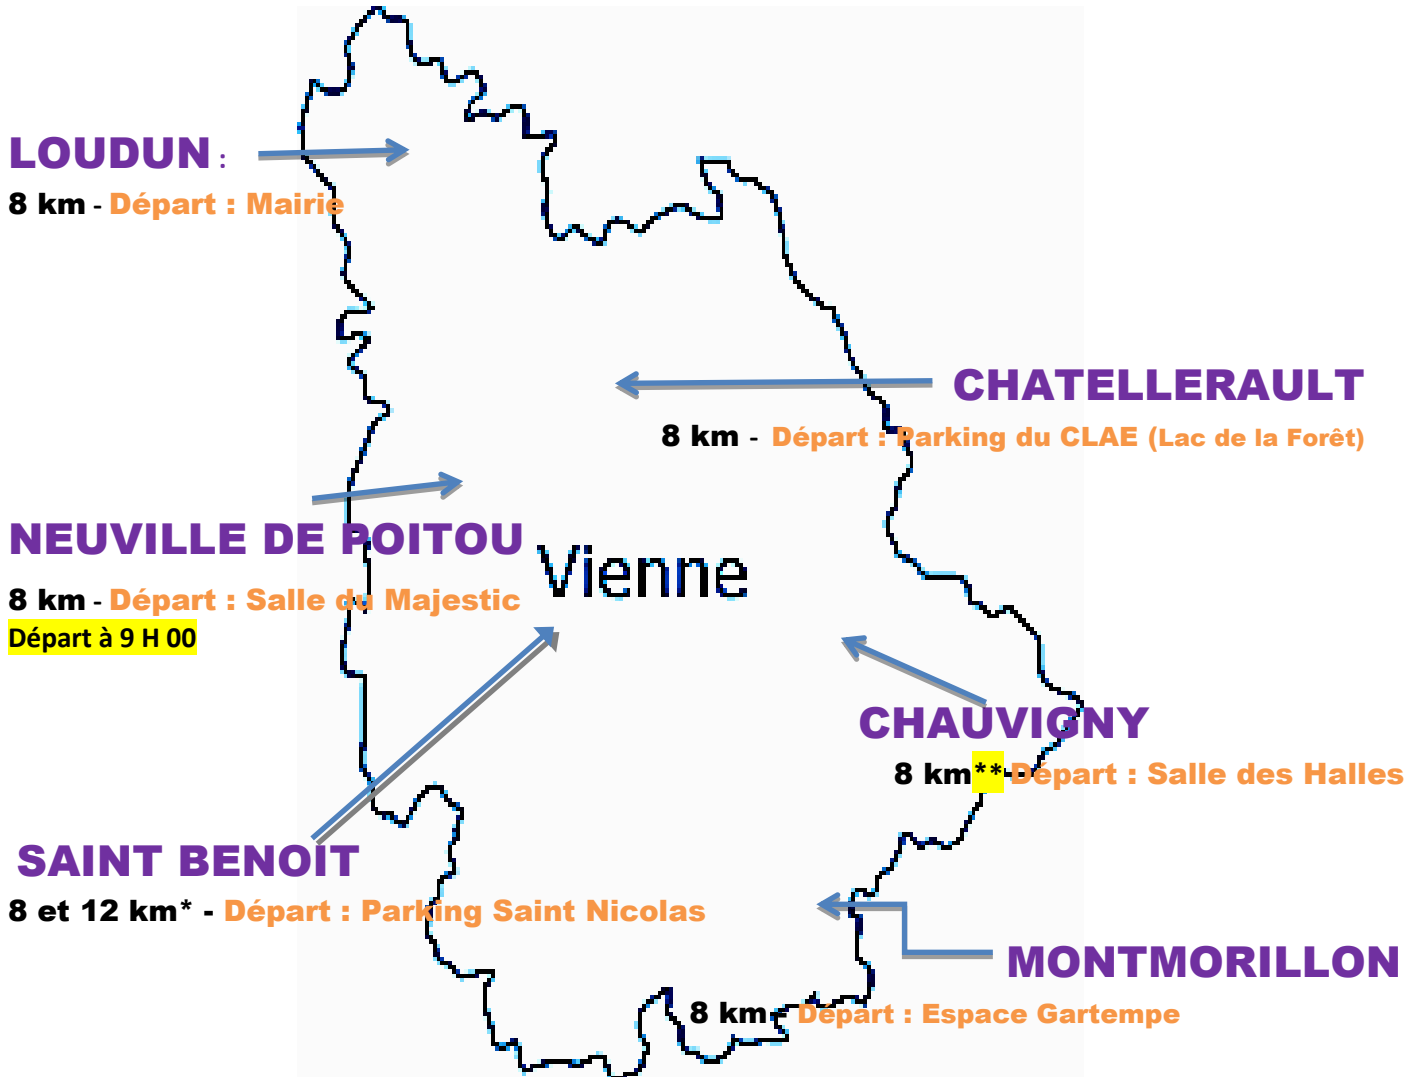 LOUDUN :
8 km - Départ : Mairie
CHATELLERAULT
8 km - Départ : Parking du CLAE (Lac de la Forêt)
NEUVILLE DE POITOU
8 km - Départ : Salle du Majestic
Départ à 9 H 00
Vienne
CHAUVIGNY
8 km** Départ : Salle des Halles
SAINT BENOIT
8 et 12 km* - Départ : Parking Saint Nicolas
MONTMORILLON
8 km - Départ : Espace Gartempe